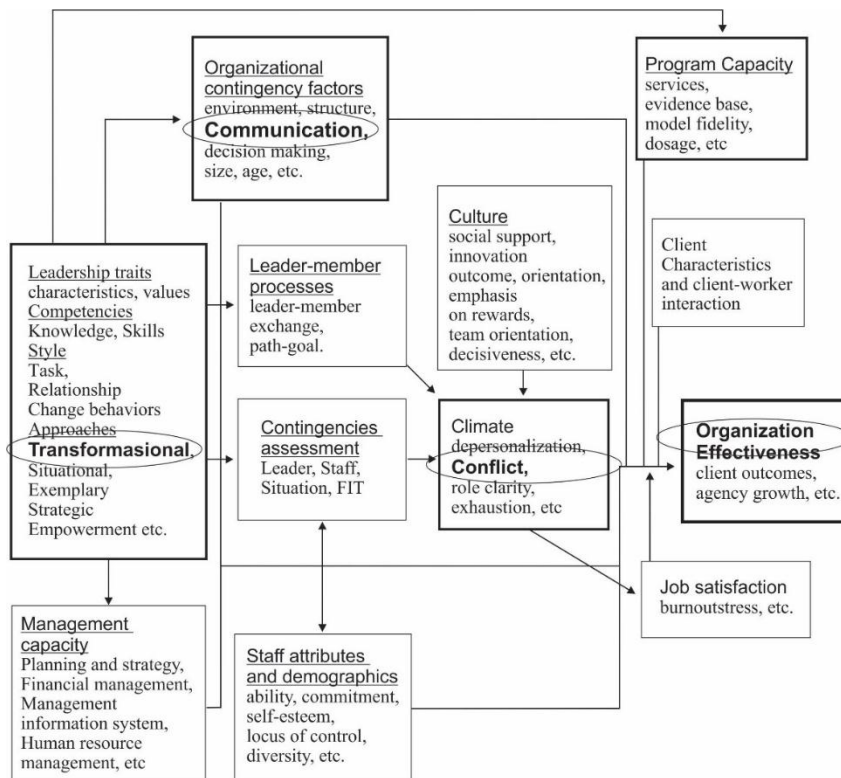 Organizational
contingency factors
environment, structure,
Communication,
decision making,
size, age, etc.
Program Capacity
services,
evidence base,
model fidelity,
dosage, etc
Leadership traits
characteristics, values
Competencies
Knowledge, Skills
Style
Task,
Relationship
Change behaviors
Approaches
Transformasional,
Situational,
Exemplary
Strategic
Empowerment etc.
Leader-member
processes
leader-member
exchange,
path-goal.
Culture
social support,
innovation
outcome, orientation,
emphasis
on rewards,
team orientation,
decisiveness, etc.
Client
Characteristics
and client-worker
interaction
Contingencies
assessment
Leader, Staff,
Situation, FIT
Climate
depersonalization,
Conflict,
role clarity,
exhaustion, etc
Organization
Effectiveness
client outcomes,
agency growth, etc.
Management
capacity
Planning and strategy,
Financial management,
Management
information system,
Human resource
management, etc
Staff attributes
and demographics
ability, commitment,
self-esteem,
locus of control,
diversity, etc.
Job satisfaction
burnoutstress, etc.